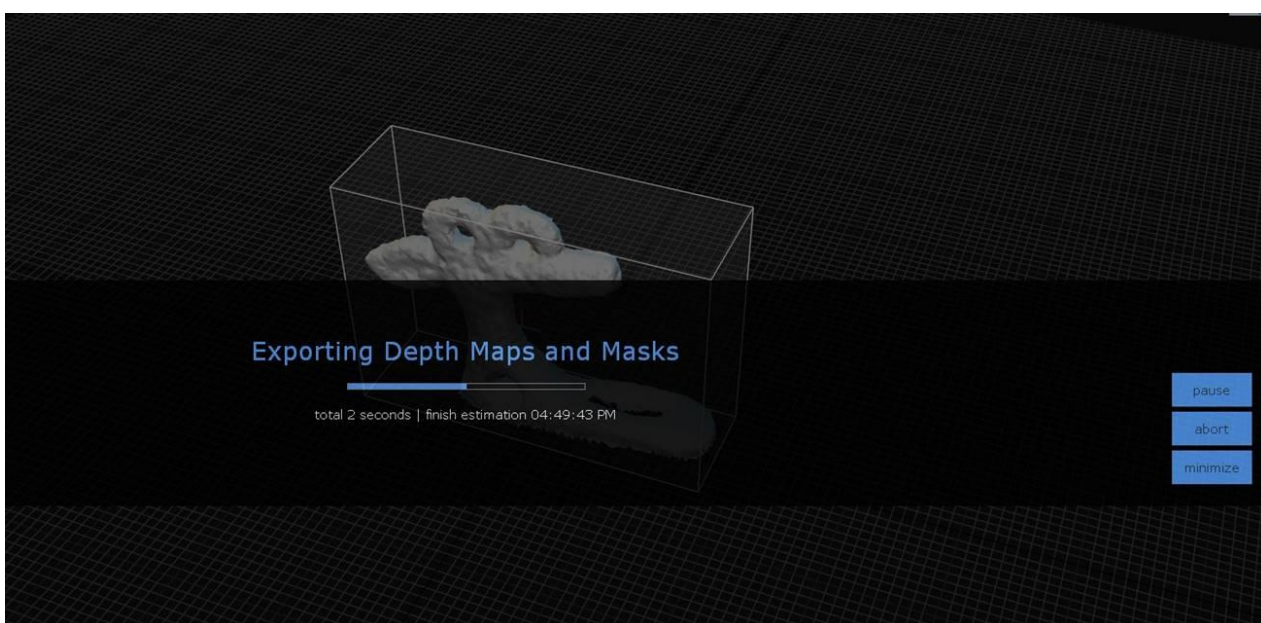 Exporting Depth Maps and Masks
total 2 seconds | finish estimation 04:49:43 PM
pause
abort
minimize